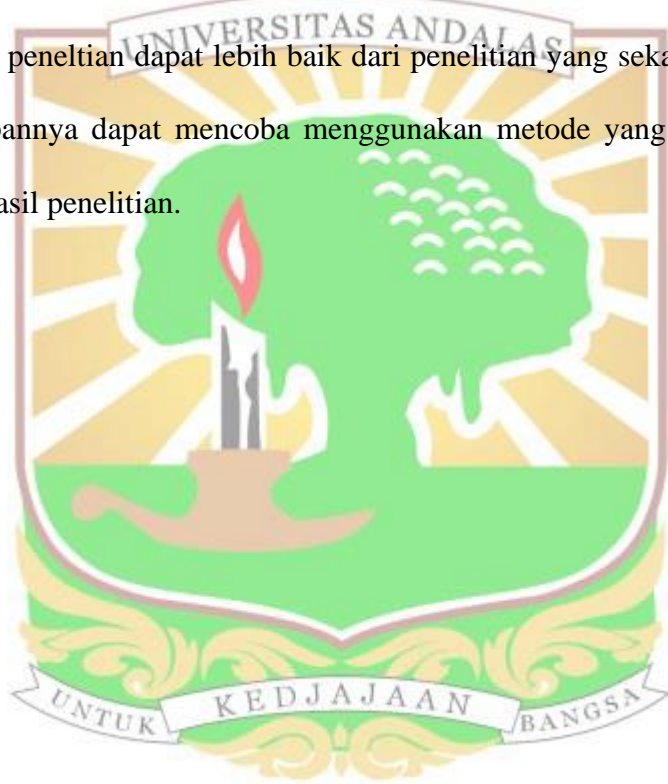 UNIVERSITAS ANDALAS
peneltian dapat lebih baik dari penelitian yang seka
pannya dapat mencoba menggunakan metode yang
asil penelitian.
UNTUK KEDJAJAAN BANGSA